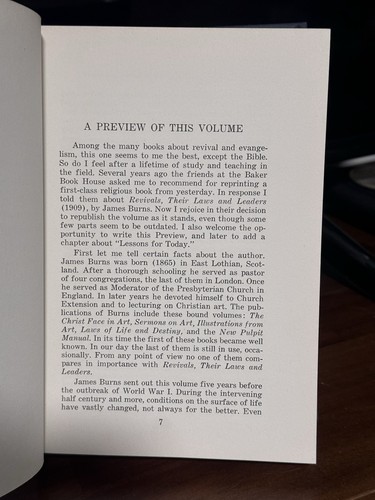 A PREVIEW OF THIS VOLUME
Among the many books about revival and evange-
lism, this one seems to me the best, except the Bible.
So do I feel after a lifetime of study and teaching in
the field. Several years ago the friends at the Baker
Book House asked me to recommend for reprinting a
first-class religious book from yesterday. In response I
told them about Revivals, Their Laws and Leaders
(1909), by James Burns. Now I rejoice in their decision
to republish the volume as it stands, even though some
few parts seem to be outdated. I also welcome the op-
portunity to write this Preview, and later to add a
chapter about “Lessons for Today.”
First let me tell certain facts about the author.
James Burns was born (1865) in East Lothian, Scot-
land. After a thorough schooling he served as pastor
of four congregations, the last of them in London. Once
he served as Moderator of the Presbyterian Church in
England. In later years he devoted himself to Church
Extension and to lecturing on Christian art. The pub-
lications of Burns include these bound volumes: The
Christ Face in Art, Sermons on Art, Illustrations from
Art, Laws of Life and Destiny, and the New Pulpit
Manual. In its time the first of these books became well
known. In our day the last of them is still in use, occa-
sionally. From any point of view no one of them com-
pares in importance with Revivals, Their Laws and
Leaders.
James Burns sent out this volume five years before
the outbreak of World War I. During the intervening
half century and more, conditions on the surface of life
have vastly changed, not always for the better. Even
7